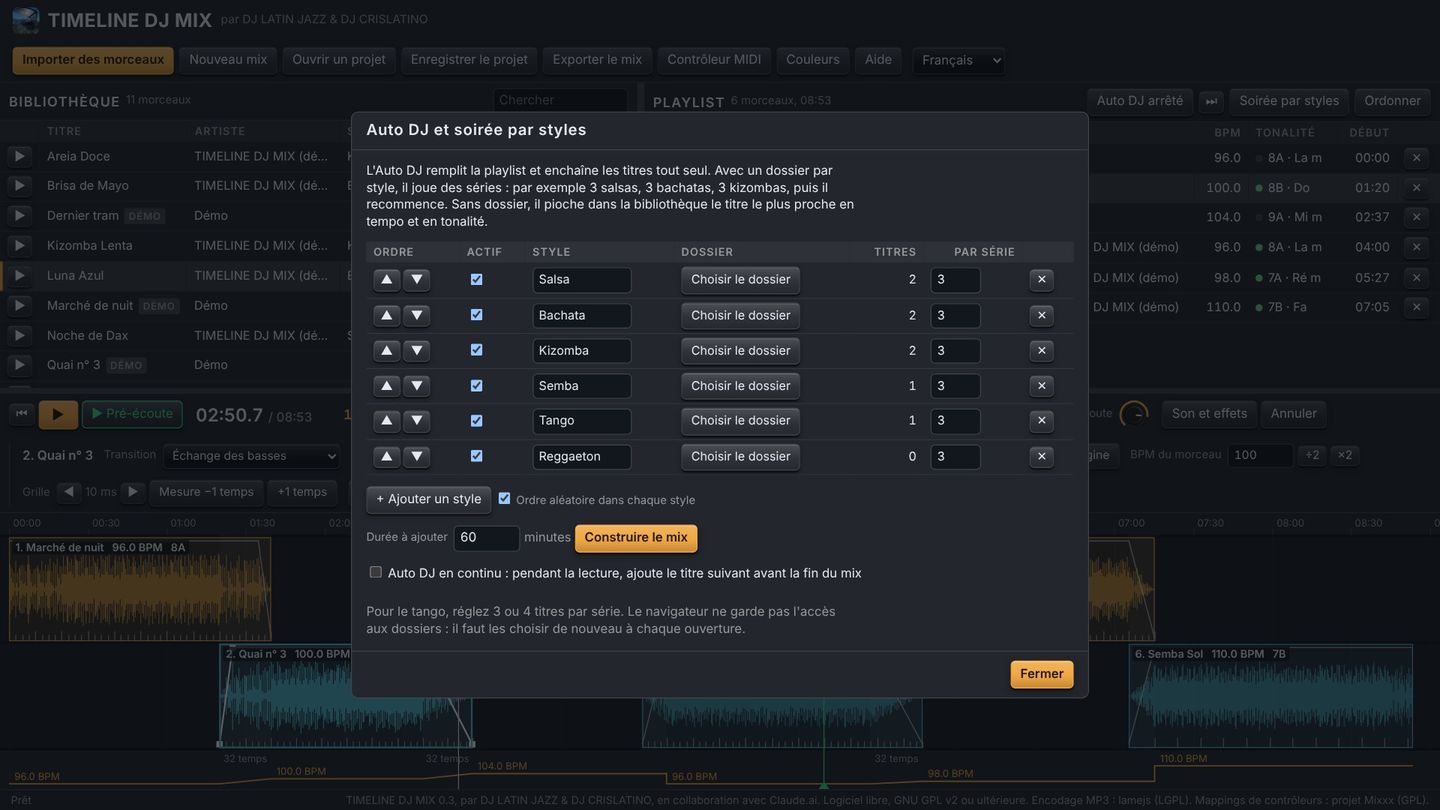 TIMELINE DJ MIX par DJ LATIN JAZZ & DJ CRISLATINO
Importer des morceaux Nouveau mix Ouvrir un projet Enregistrer le projet Exporter le mix Contrôleur MIDI Couleurs Aide Français
BIBLIOTHÈQUE 11 morceaux Chercher
PLAYLIST 6 morceaux, 08:53 Auto DJ arrêté Soirée par styles Ordonner
TITRE ARTISTE
BPM TONALITÉ DÉBUT
Areia Doce TIMELINE DJ MIX (dé...
96.0 8A · La m 00:00
Brisa de Mayo TIMELINE DJ MIX (dé...
100.0 8B · Do 01:20
Dernier tram DÉMO Démo
104.0 9A · Mi m 02:37
Kizomba Lenta TIMELINE DJ MIX (dé...
DJ MIX (démo) 96.0 8A · La m 04:00
Luna Azul TIMELINE DJ MIX (dé...
DJ MIX (démo) 98.0 7A · Ré m 05:27
Marché de nuit DÉMO Démo
DJ MIX (démo) 110.0 7B · Fa 07:05
Noche de Dax TIMELINE DJ MIX (dé...
Quai n° 3 DÉMO Démo
Auto DJ et soirée par styles
L'Auto DJ remplit la playlist et enchaîne les titres tout seul. Avec un dossier par
style, il joue des séries : par exemple 3 salsas, 3 bachatas, 3 kizombas, puis il
recommence. Sans dossier, il pioche dans la bibliothèque le titre le plus proche en
tempo et en tonalité.
ORDRE ACTIF STYLE DOSSIER TITRES PAR SÉRIE
Salsa Choisir le dossier 2 3
Bachata Choisir le dossier 2 3
Kizomba Choisir le dossier 2 3
Semba Choisir le dossier 1 3
Tango Choisir le dossier 1 3
Reggaeton Choisir le dossier 0 3
+ Ajouter un style Ordre aléatoire dans chaque style
Durée à ajouter 60 minutes Construire le mix
Auto DJ en continu : pendant la lecture, ajoute le titre suivant avant la fin du mix
Pour le tango, réglez 3 ou 4 titres par série. Le navigateur ne garde pas l'accès
aux dossiers : il faut les choisir de nouveau à chaque ouverture.
Fermer
Pré-écoute 02:50.7 / 08:53
Son et effets Annuler
2. Quai n° 3 Transition Échange des basses
BPM du morceau 100 ÷2 ×2
Grille 10 ms Mesure −1 temps +1 temps
00:00 00:30 01:00 01:30 07:00 07:30 08:00 08:30
1. Marché de nuit 96.0 BPM 8A
2. Quai n° 3 100.0 BPM
6. Semba Sol 110.0 BPM 7B
32 temps 32 temps 32 temps
96.0 BPM 100.0 BPM 104.0 BPM 96.0 BPM 98.0 BPM 110.0 BPM
Prêt TIMELINE DJ MIX 0.3, par DJ LATIN JAZZ & DJ CRISLATINO, en collaboration avec Claude.ai. Logiciel libre, GNU GPL v2 ou ultérieure. Encodage MP3 : lamejs (LGPL). Mappings de contrôleurs : projet Mixxx (GPL).